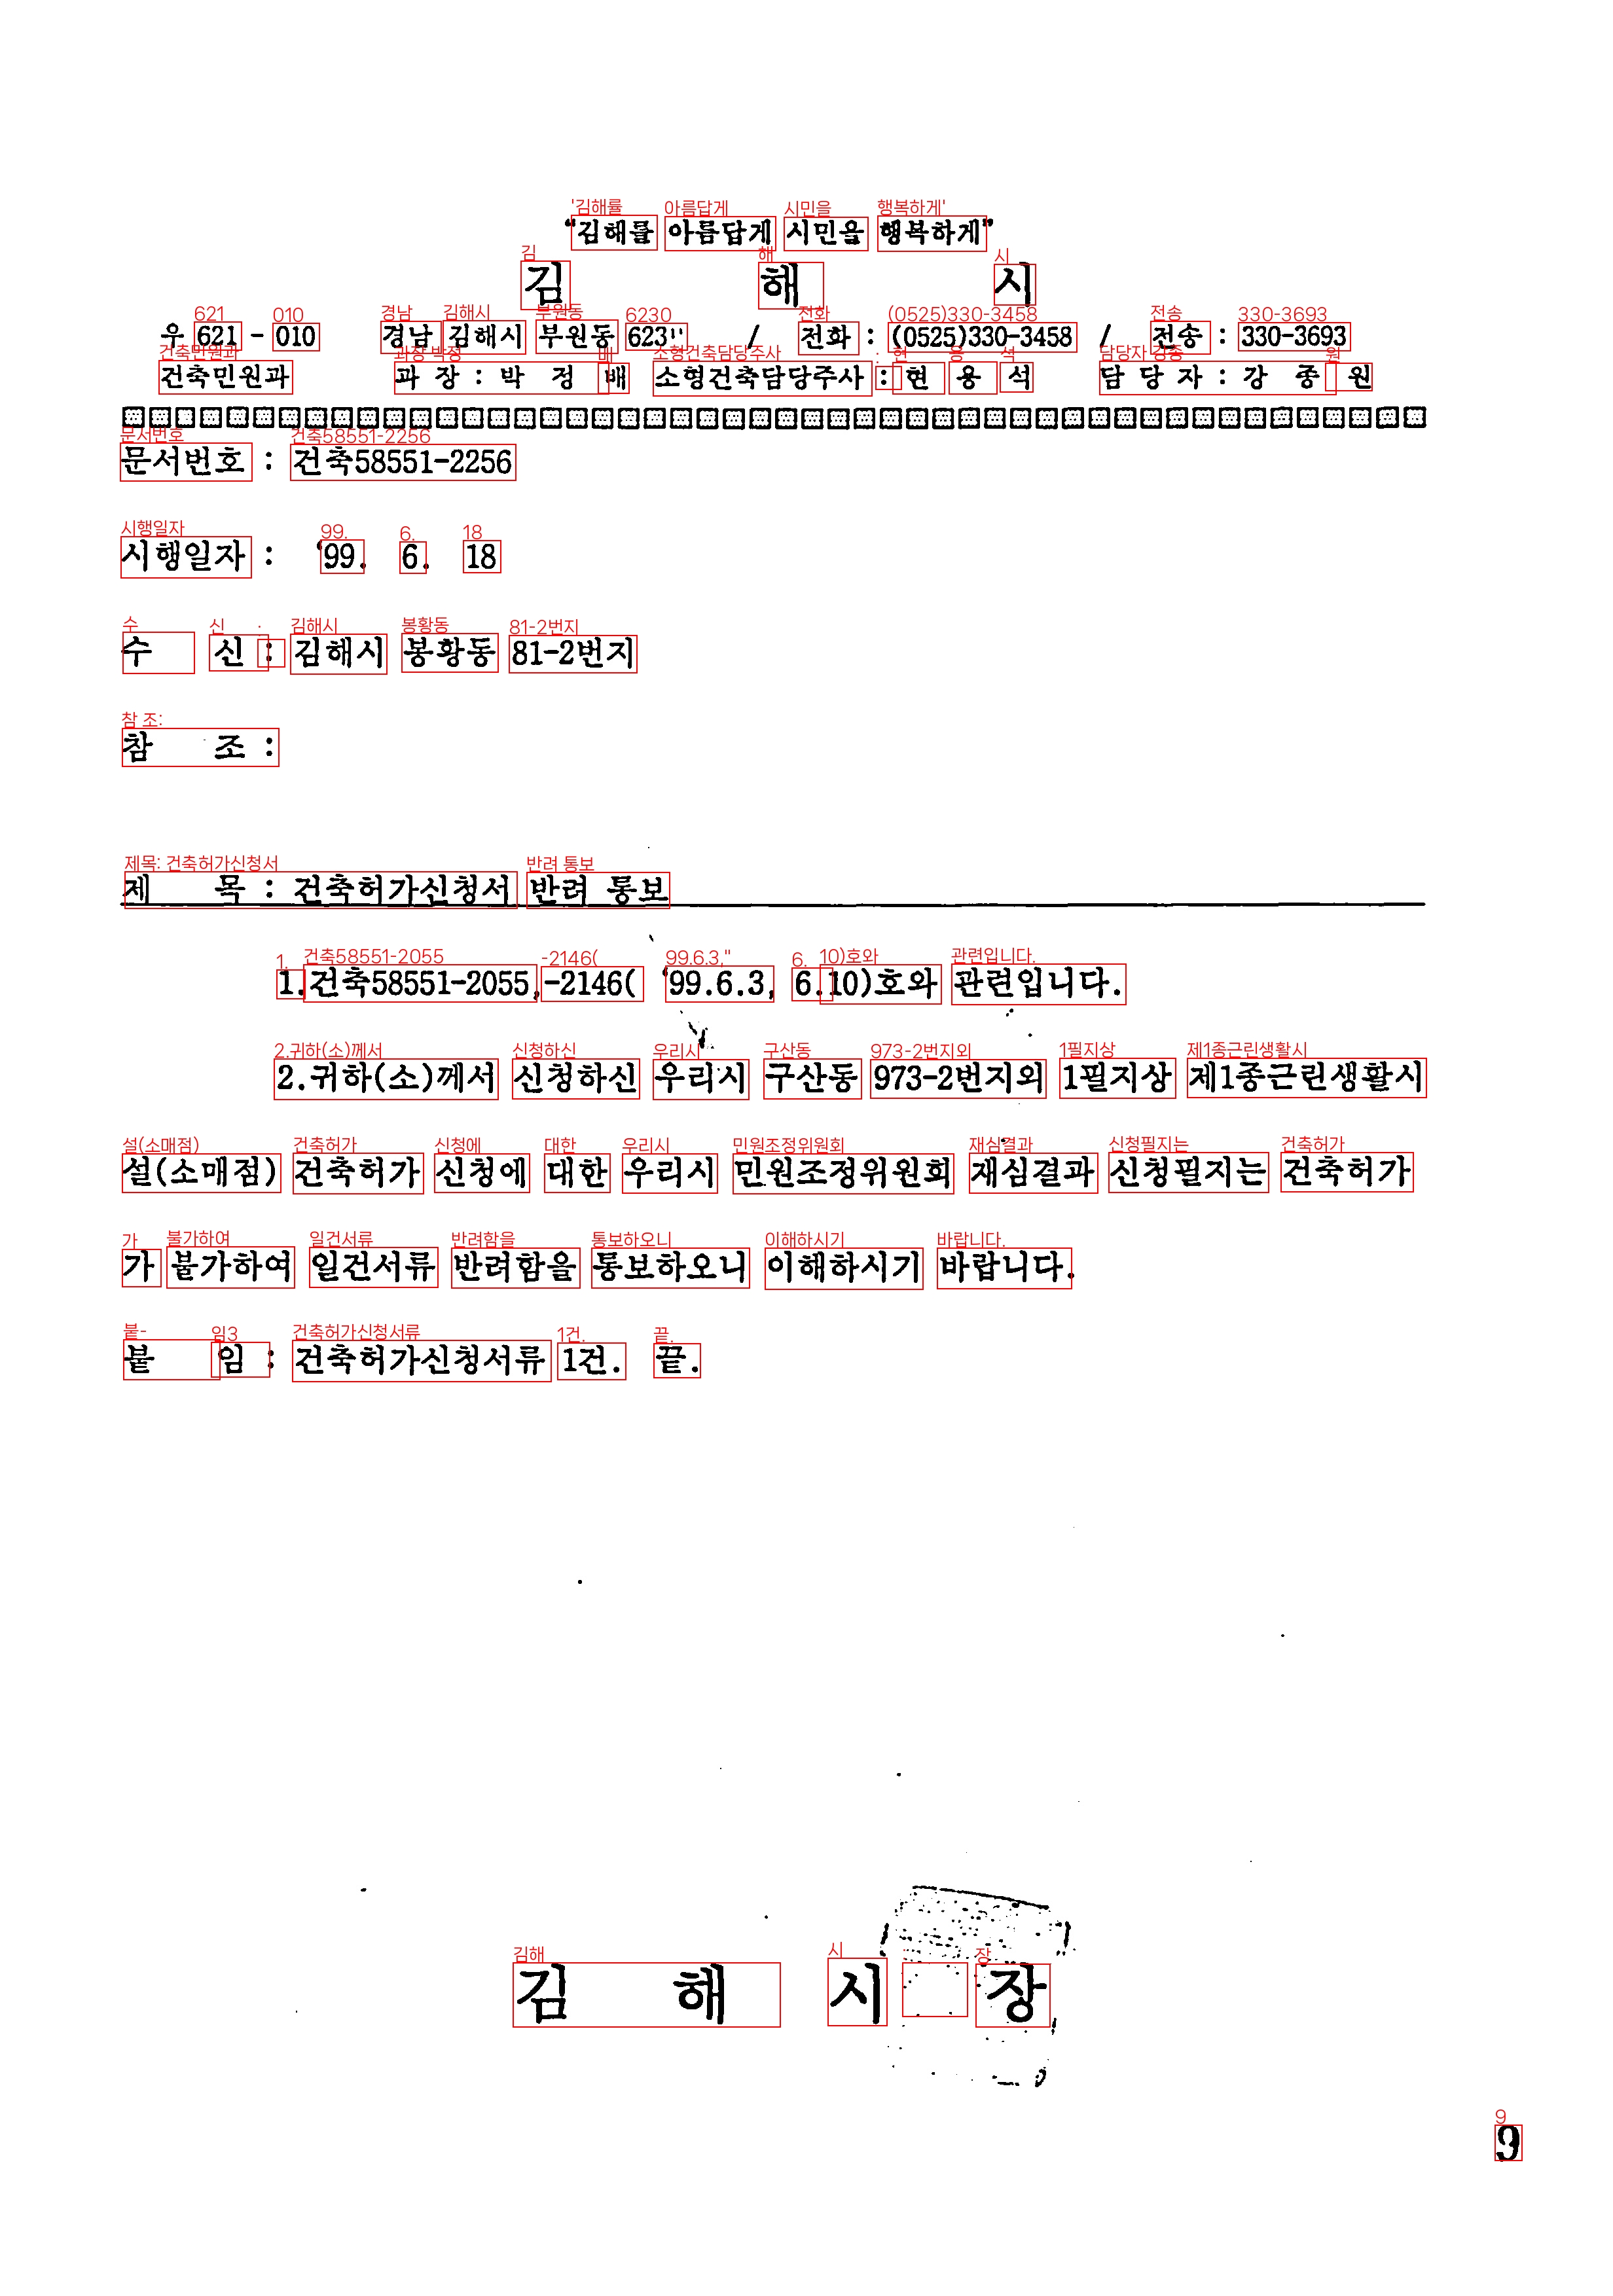 “김해를 아름답게 시민을 행복하게”
김 해 시
우 621 - 010 경남 김해시 부원동 623 / 전화 : (0525)330-3458 / 전송 : 330-3693
건축민원과 과 장 : 박 정 배 소형건축담당주사 : 현 용 석 담 당 자 : 강 종 원
문서번호 : 건축58551-2256
시행일자 : '99. 6. 18
수 신 : 김해시 봉황동 81-2번지
참 조 :
제 목 : 건축허가신청서 반려 통보
1. 건축58551-2055,-2146( '99.6.3, 6.10)호와 관련입니다.
2.귀하(소)께서 신청하신 우리시 구산동 973-2번지외 1필지상 제1종근린생활시
설(소매점) 건축허가 신청에 대한 우리시 민원조정위원회 재심결과 신청필지는 건축허가
가 불가하여 일건서류 반려함을 통보하오니 이해하시기 바랍니다.
붙 임 : 건축허가신청서류 1건. 끝.
김 해 시 장
9